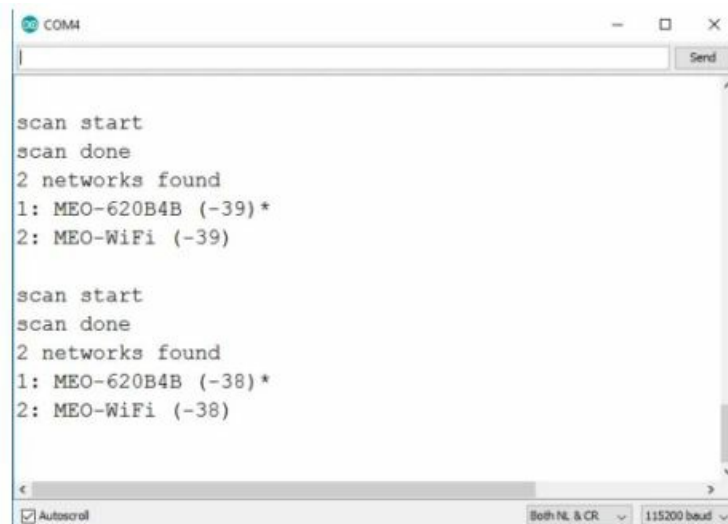 COM4
Send
scan start
scan done
2 networks found
1: MEO-620B4B (-39)*
2: MEO-WiFi (-39)
scan start
scan done
2 networks found
1: MEO-620B4B (-38)*
2: MEO-WiFi (-38)
Autoscroll Both NL & CR 115200 baud